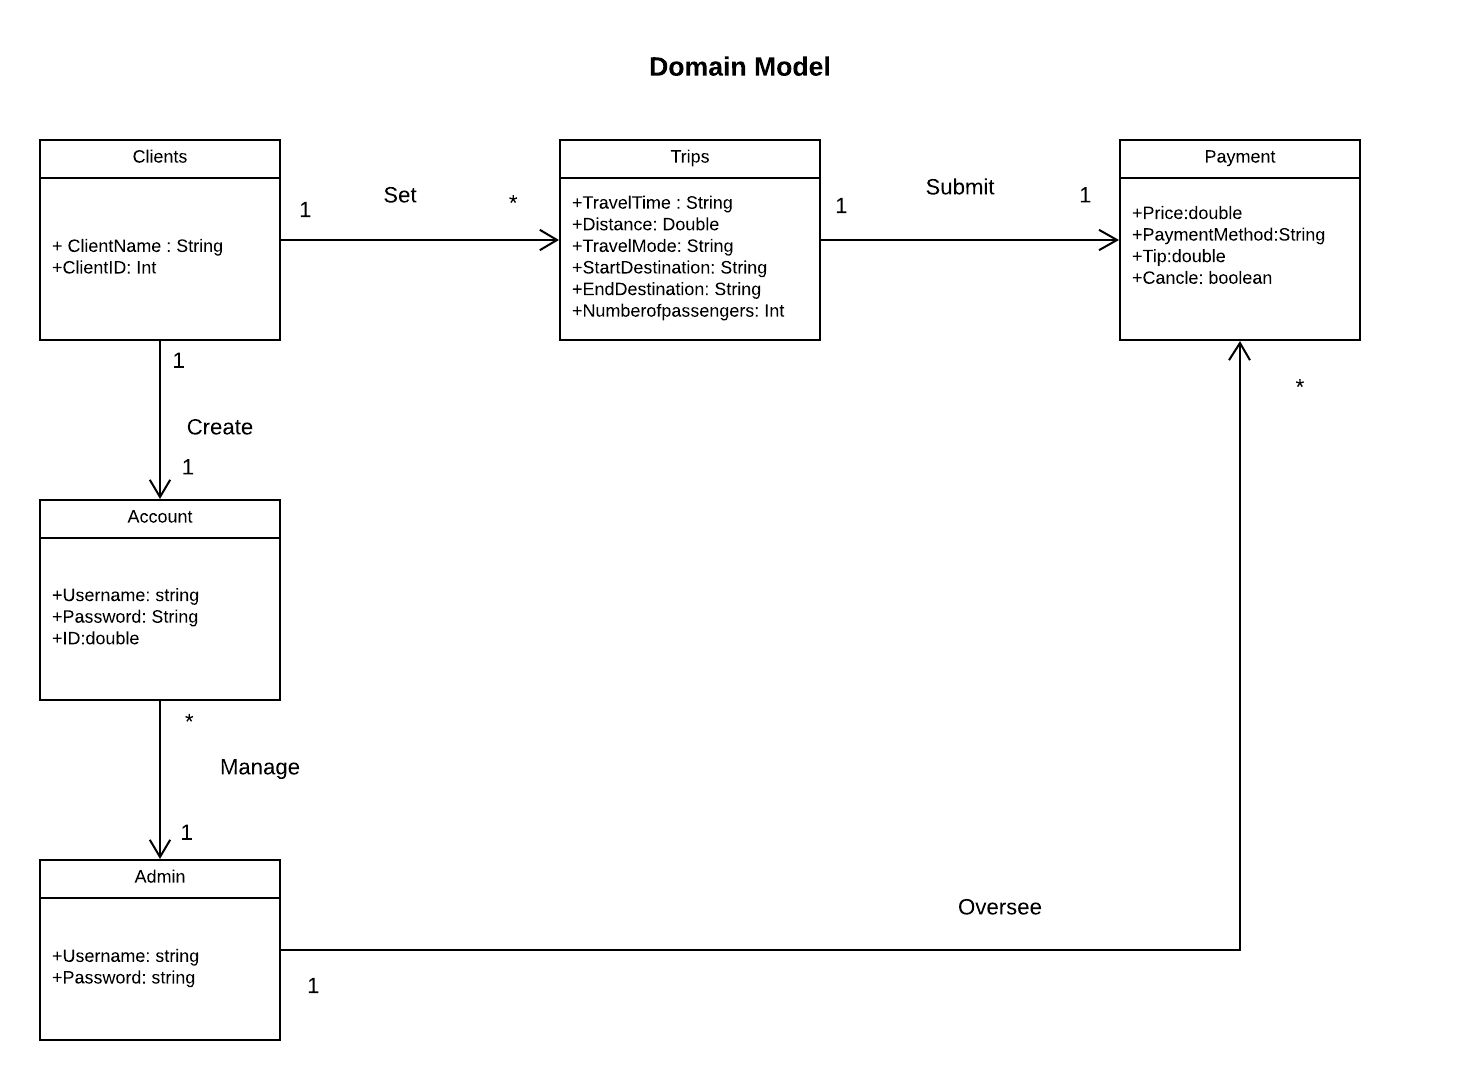 Domain Model
Clients
+ ClientName : String
+ClientID: Int
1
Set
*
Trips
+TravelTime : String
+Distance: Double
+TravelMode: String
+StartDestination: String
+EndDestination: String
+Numberofpassengers: Int
1
Submit
1
Payment
+Price:double
+PaymentMethod:String
+Tip:double
+Cancle: boolean
1
Create
1
*
Account
+Username: string
+Password: String
+ID:double
*
Manage
1
Admin
+Username: string
+Password: string
Oversee
1